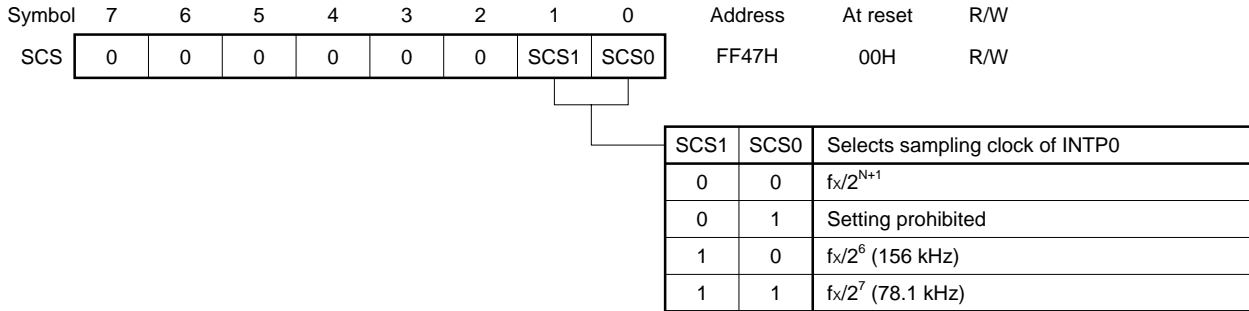 Symbol 7 6 5 4 3 2 1 0 Address At reset R/W
SCS 0 0 0 0 0 0 SCS1 SCS0 FF47H 00H R/W
SCS1 SCS0 Selects sampling clock of INTP0
0 0 fx/2^N+1
0 1 Setting prohibited
1 0 fx/2^6 (156 kHz)
1 1 fx/2^7 (78.1 kHz)